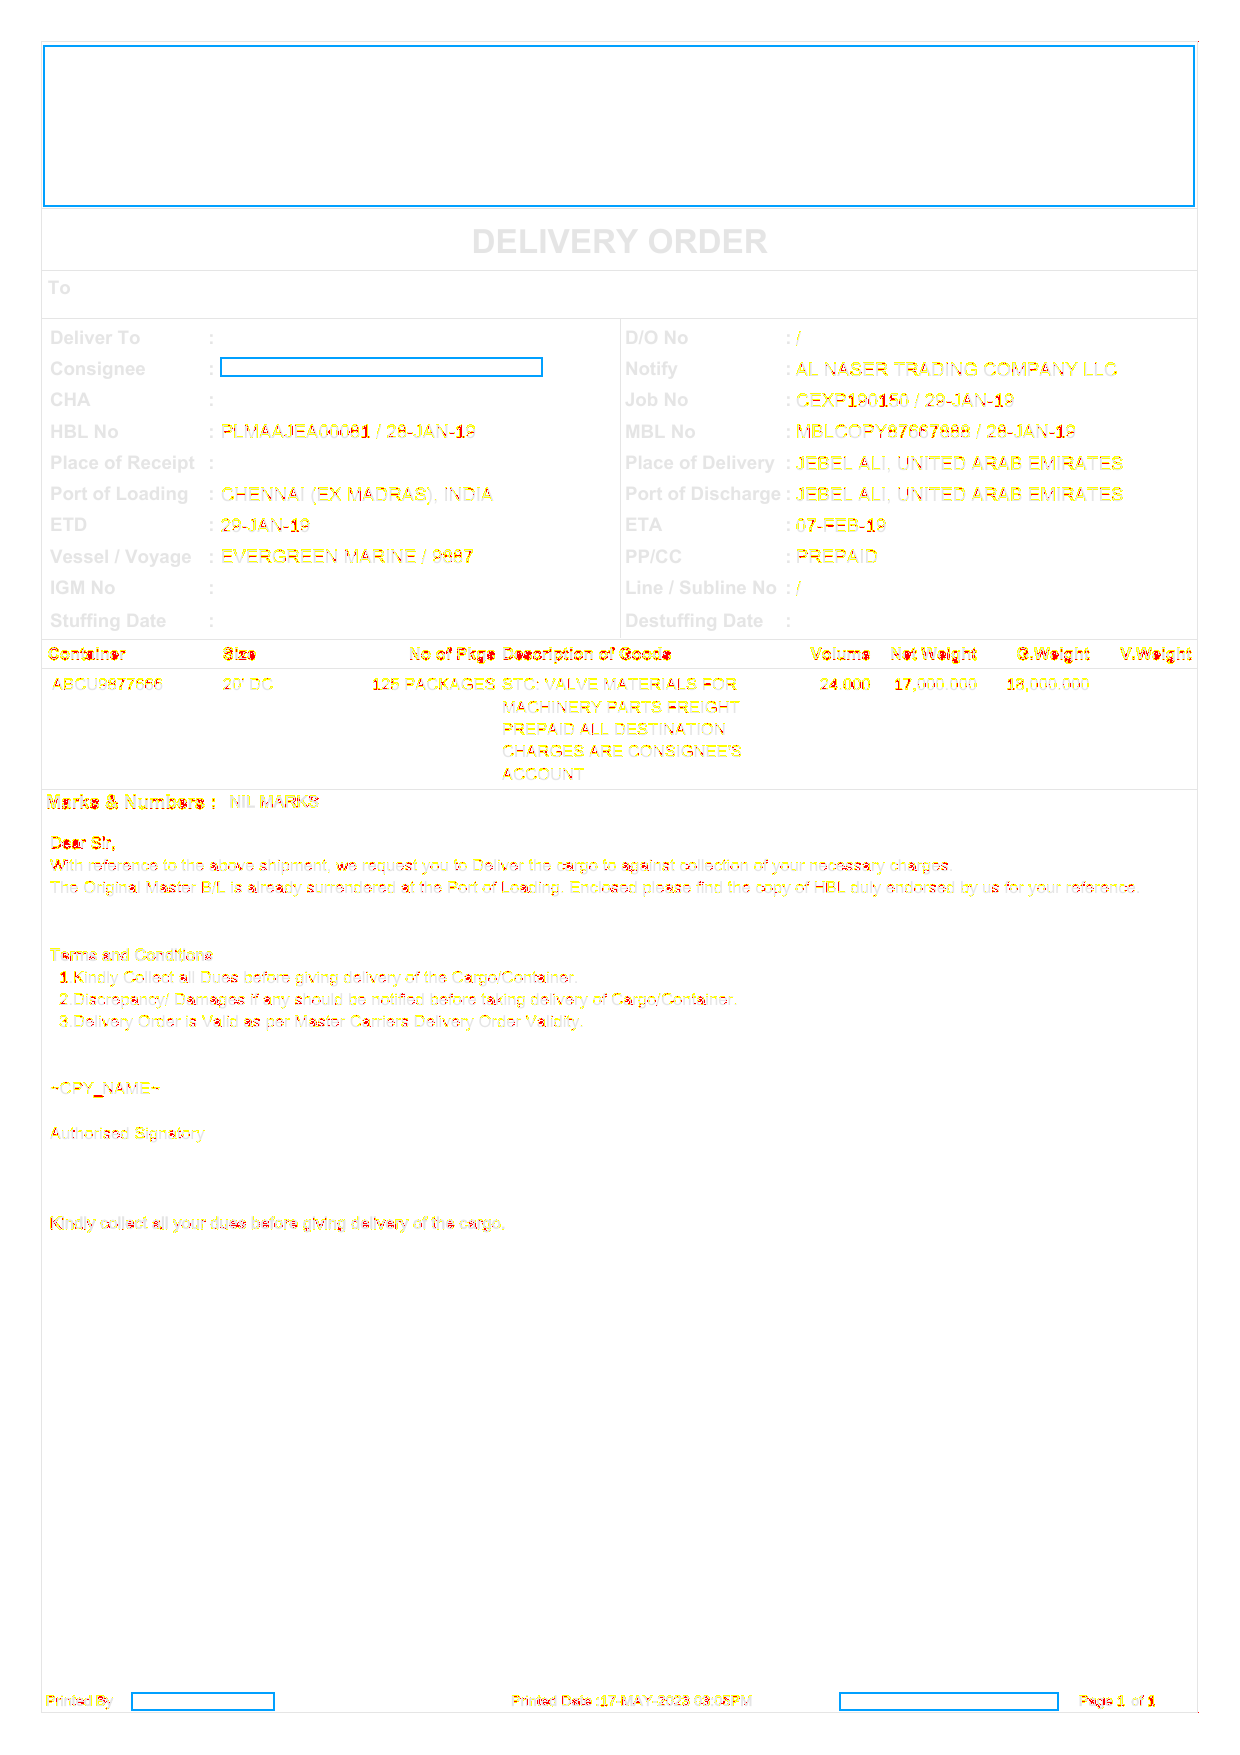 DELIVERY ORDER
To
Deliver To :
D/O No : /
Consignee :
Notify : AL NASER TRADING COMPANY LLC
CHA :
Job No : CEXP190150 / 29-JAN-19
HBL No : PLMAAJEA00081 / 28-JAN-19
MBL No : / 28-JAN-19
Place of Receipt :
Place of Delivery : JEBEL ALI, UNITED ARAB EMIRATES
Port of Loading : CHENNAI (EX MADRAS), INDIA
Port of Discharge : JEBEL ALI, UNITED ARAB EMIRATES
ETD : 29-JAN-19
ETA : 07-FEB-19
Vessel / Voyage : EVERGREEN MARINE /
PP/CC : PREPAID
IGM No :
Line / Subline No : /
Stuffing Date :
Destuffing Date :
Container Size No of Pkgs Description of Goods Volume Net Weight G.Weight V.Weight
20' DC 125 PACKAGES STC: VALVE MATERIALS FOR 24.000 17,000.000 18,000.000
MACHINERY PARTS FREIGHT
PREPAID ALL DESTINATION
CHARGES ARE CONSIGNEE'S
ACCOUNT
Marks & Numbers : NIL MARKS
Dear Sir,
With reference to the above shipment, we request you to Deliver the cargo to against collection of your necessary charges.
The Original Master B/L is already surrendered at the Port of Loading. Enclosed please find the copy of HBL duly endorsed by us for your reference.
Terms and Conditions
1.Kindly Collect all Dues before giving delivery of the Cargo/Container.
2.Discrepancy/ Damages if any should be notified before taking delivery of Cargo/Container.
3.Delivery Order is Valid as per Master Carriers Delivery Order Validity.
~CPY_NAME~
Authorised Signatory
Kindly collect all your dues before giving delivery of the cargo.
Printed By Printed Date :17-MAY-2023 Page 1 of 1